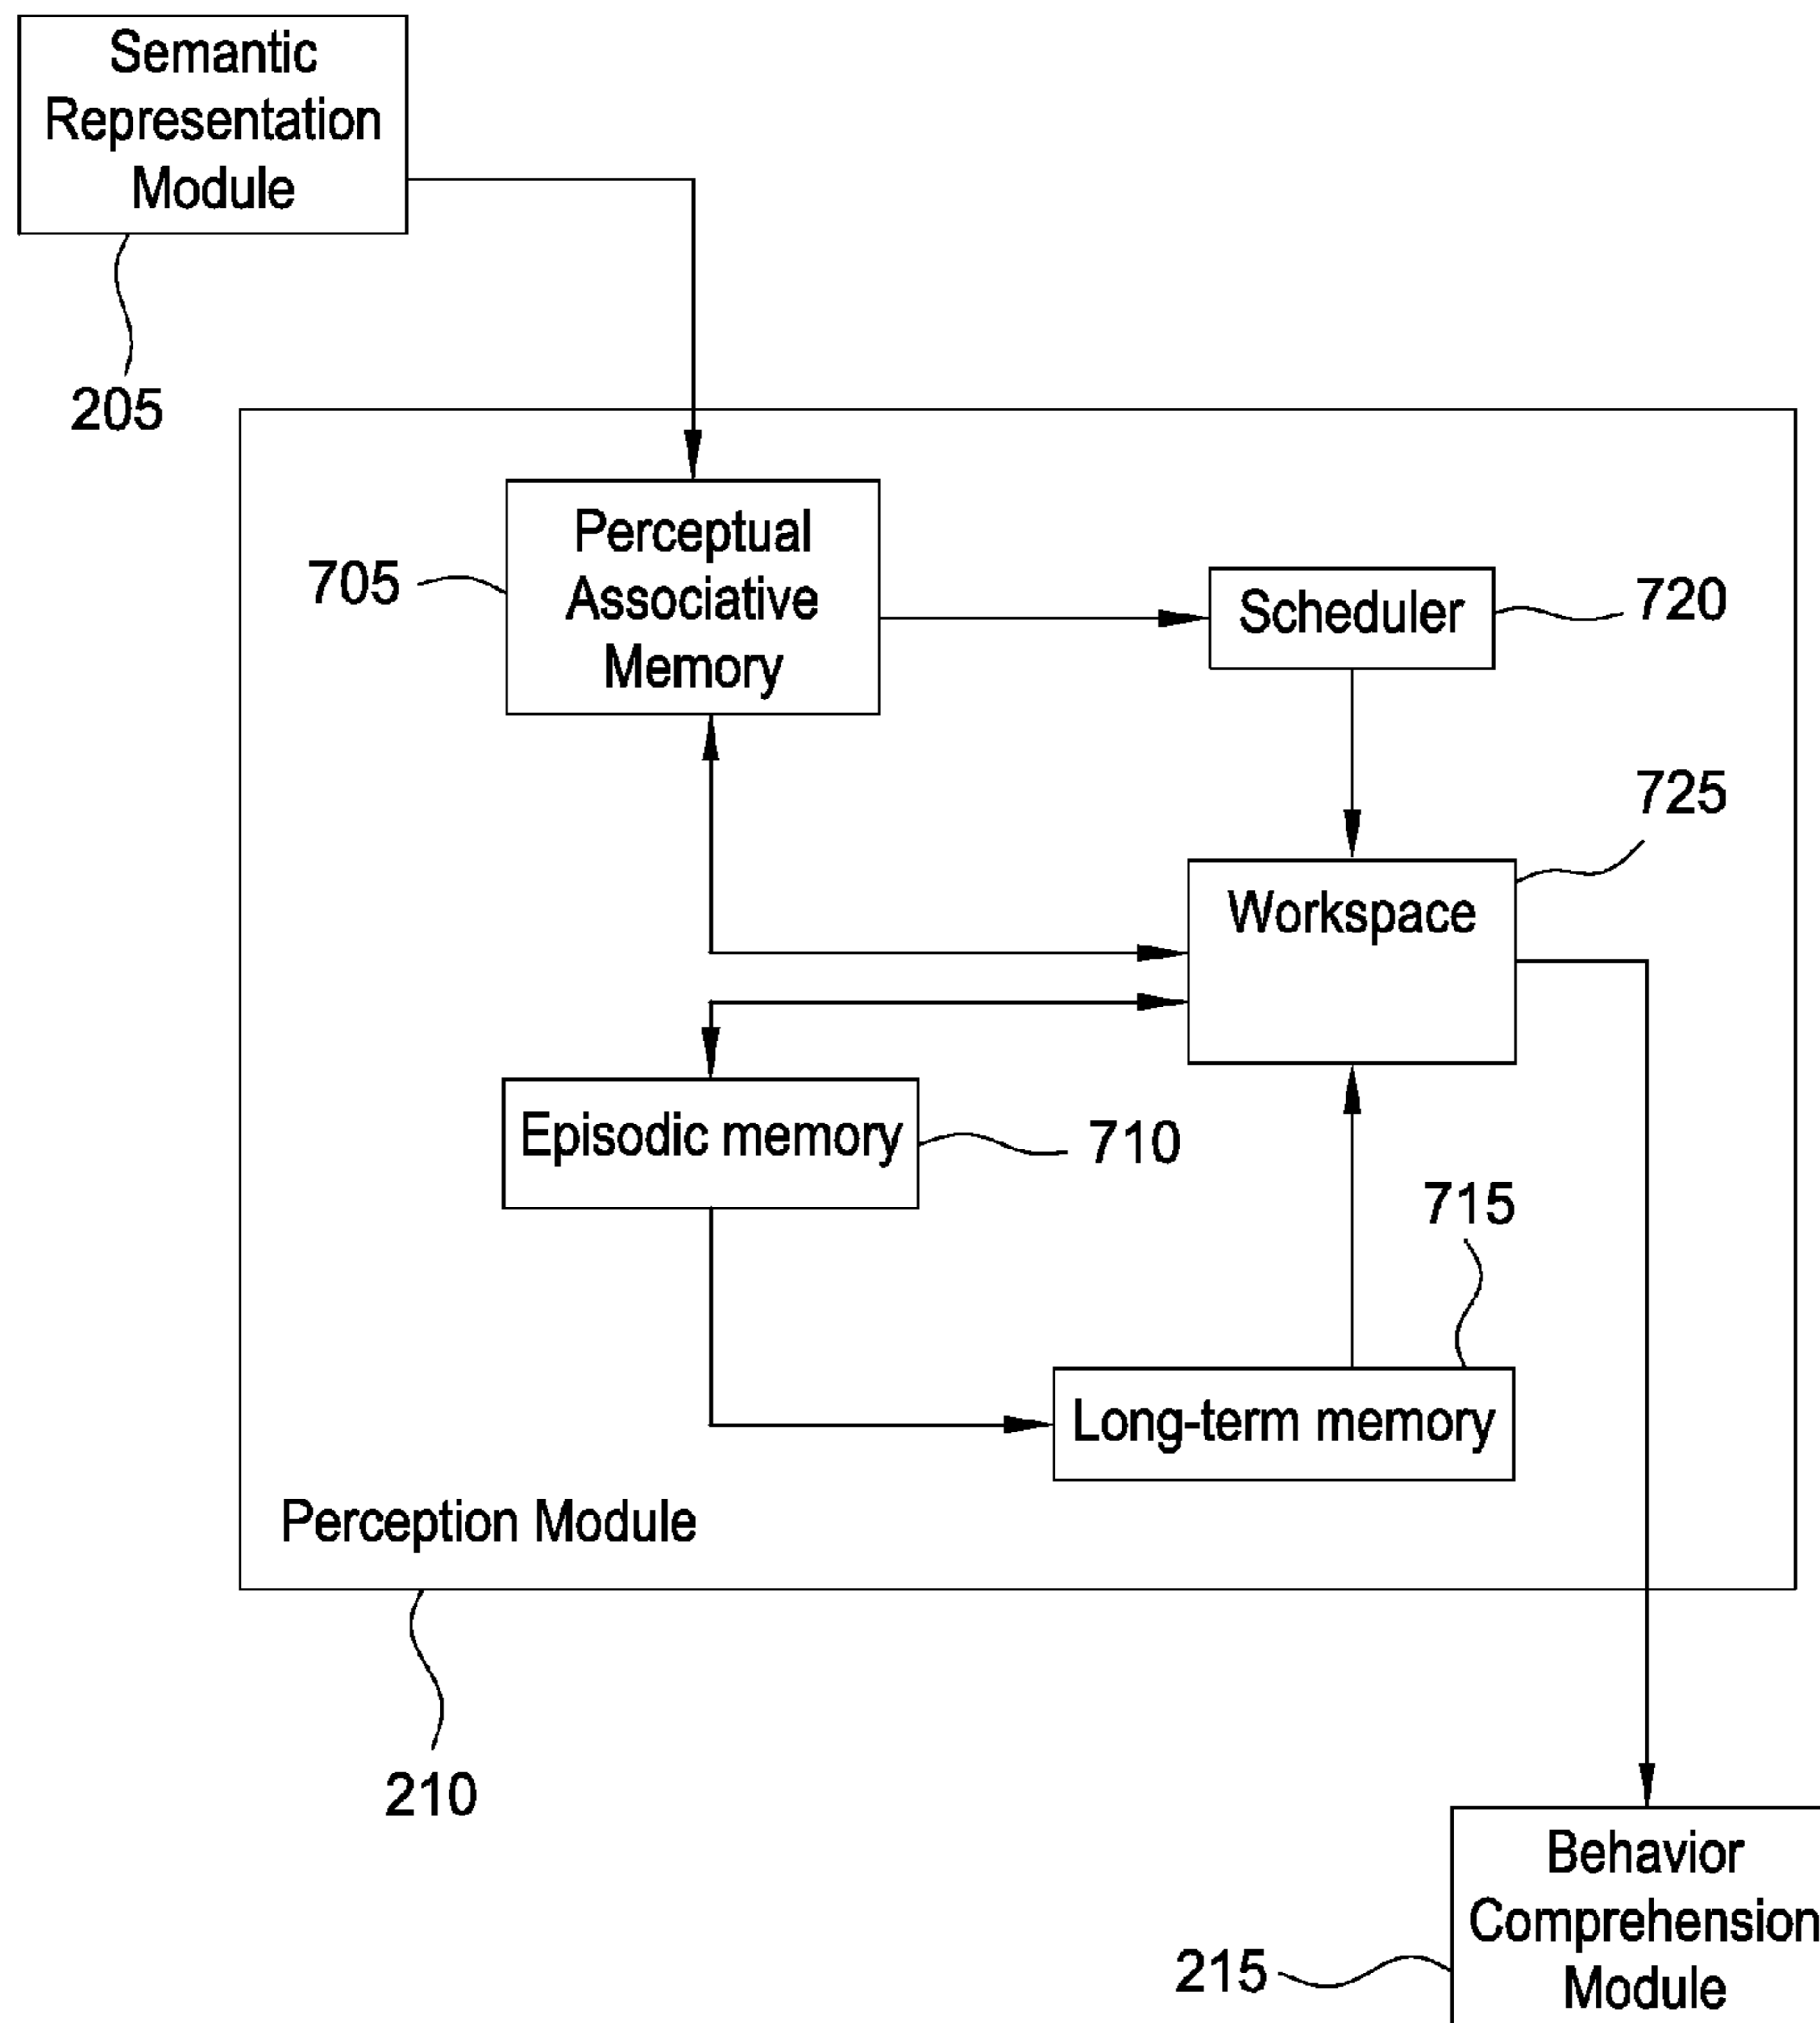 Semantic
Representation
Module
205
Perceptual
Associative
Memory
705
Scheduler
720
725
Workspace
Episodic memory
710
715
Long-term memory
Perception Module
210
Behavior
Comprehension
Module
215